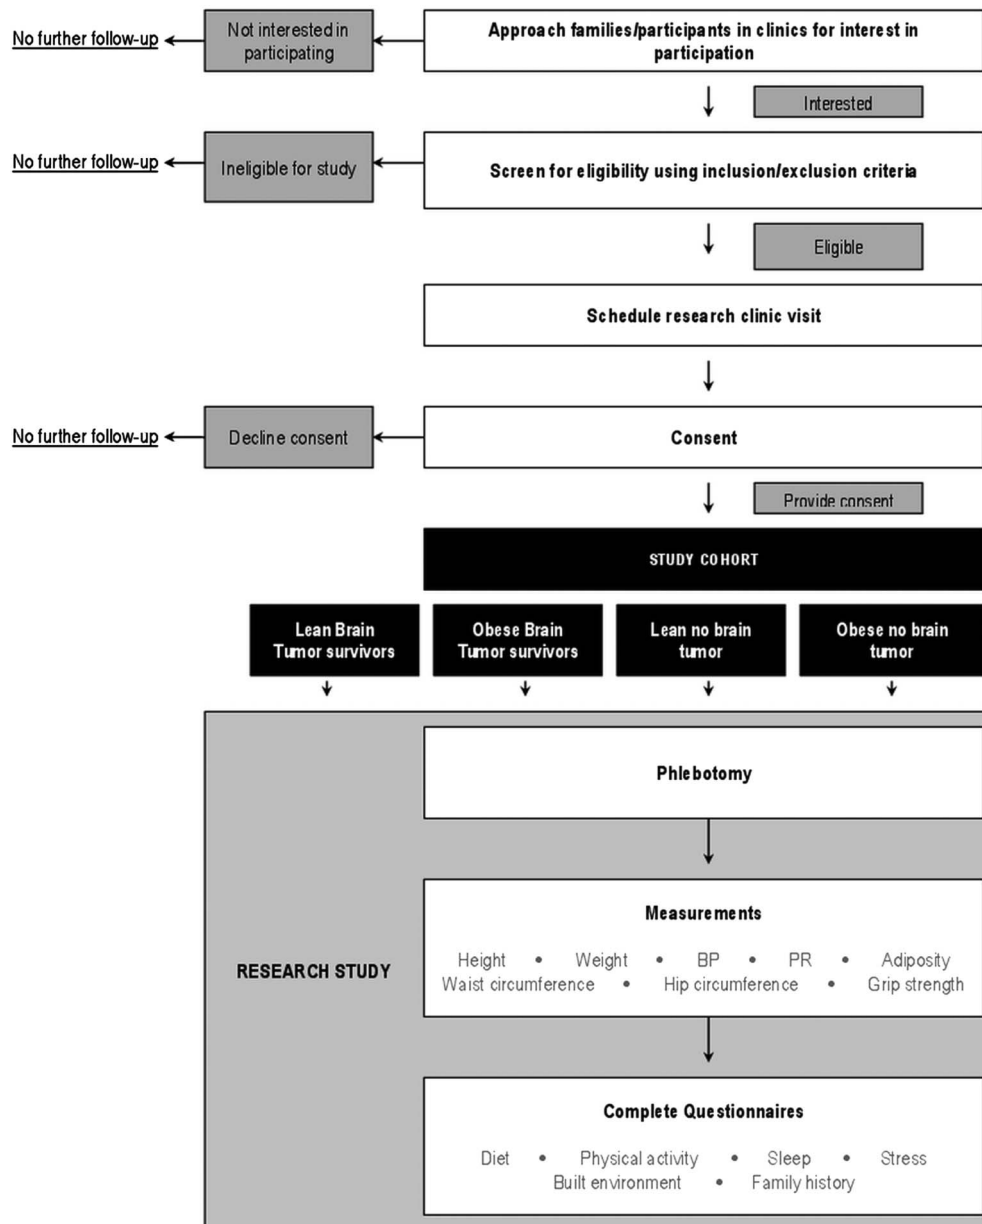 No further follow-up
Not interested in
participating
Approach families/participants in clinics for interest in
participation
Interested
No further follow-up
Ineligible for study
Screen for eligibility using inclusion/exclusion criteria
Eligible
Schedule research clinic visit
No further follow-up
Decline consent
Consent
Provide consent
STUDY COHORT
Lean Brain
Tumor survivors
Obese Brain
Tumor survivors
Lean no brain
tumor
Obese no brain
tumor
RESEARCH STUDY
Phlebotomy
Measurements
Height • Weight • BP • PR • Adiposity
Waist circumference • Hip circumference • Grip strength
Complete Questionnaires
Diet • Physical activity • Sleep • Stress
Built environment • Family history